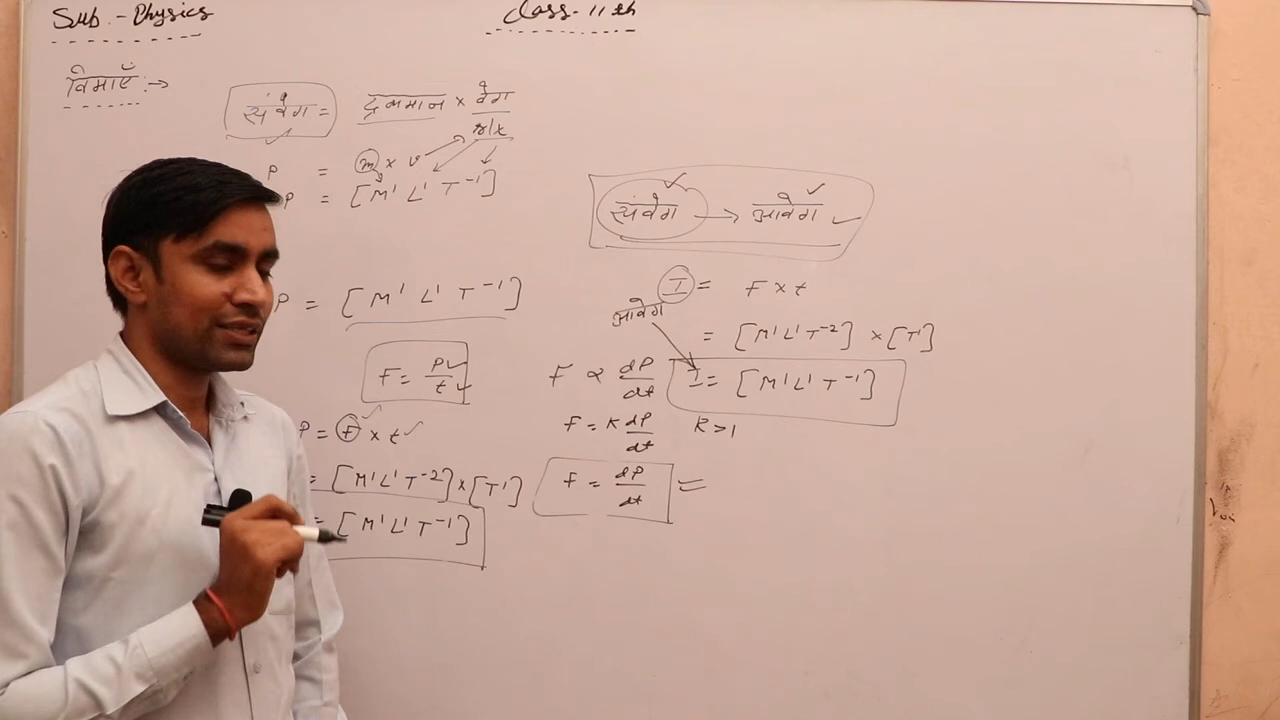 Sub.- Physics
Class-11th
विमाएँ :→
संवेग = द्रव्यमान × वेग
s/t
P = m × v
P = [M¹ L¹ T⁻¹]
P = [M¹ L¹ T⁻¹]
F = P/t
P = F × t
= [M¹ L¹ T⁻²] × [T¹]
= [M¹ L¹ T⁻¹]
संवेग → आवेग
I = F × t
आवेग
= [M¹ L¹ T⁻²] × [T¹]
I = [M¹ L¹ T⁻¹]
F ∝ dP/dt
F = K dP/dt K > 1
F = dP/dt =